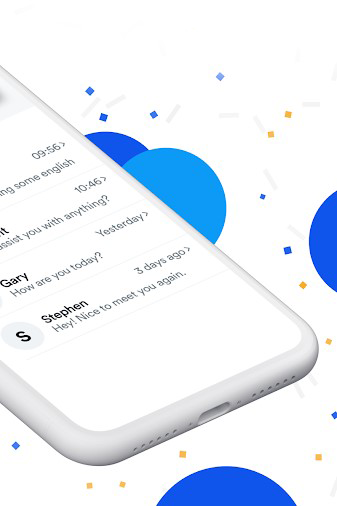 09:56 >
ng some english
10:46 >
ssist you with anything?
Yesterday >
Gary
How are you today?
3 days ago >
S
Stephen
Hey! Nice to meet you again.